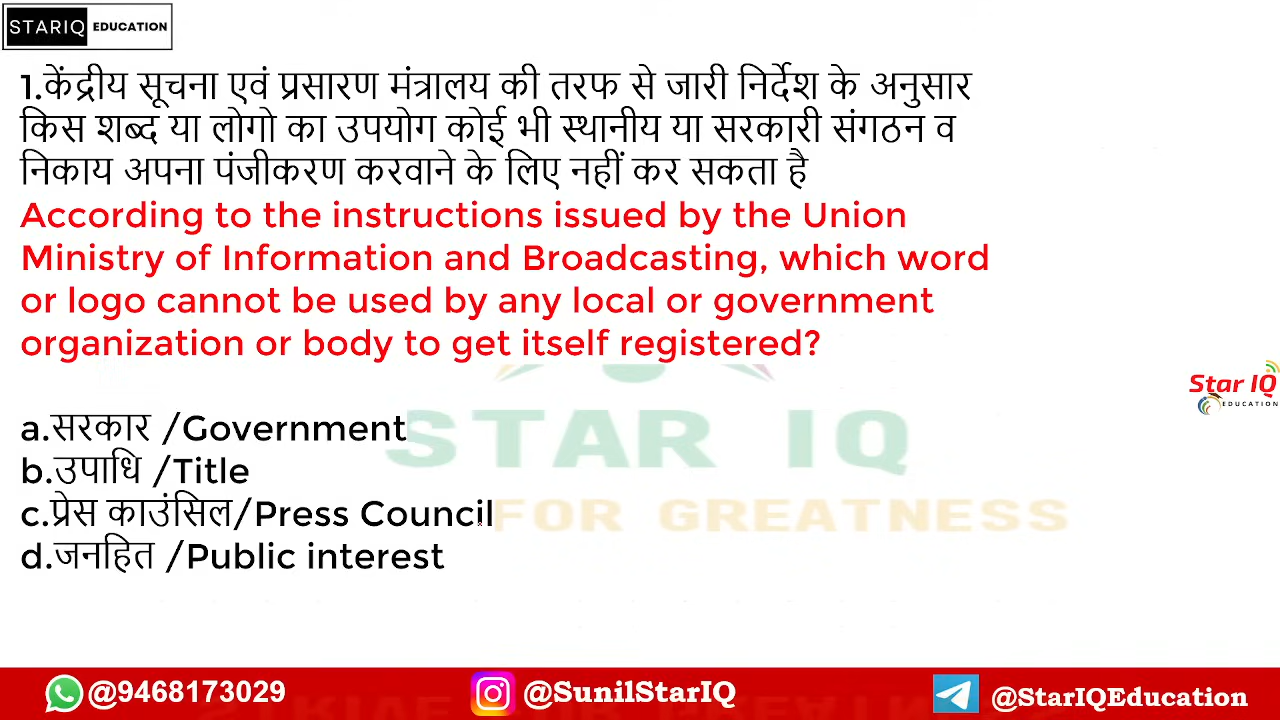 STARIQ EDUCATION
1.केंद्रीय सूचना एवं प्रसारण मंत्रालय की तरफ से जारी निर्देश के अनुसार
किस शब्द या लोगो का उपयोग कोई भी स्थानीय या सरकारी संगठन व
निकाय अपना पंजीकरण करवाने के लिए नहीं कर सकता है
According to the instructions issued by the Union
Ministry of Information and Broadcasting, which word
or logo cannot be used by any local or government
organization or body to get itself registered?
Star IQ
EDUCATION
a.सरकार /Government
STAR IQ
b.उपाधि /Title
c.प्रेस काउंसिल/Press Council
FOR GREATNESS
d.जनहित /Public interest
@9468173029 @SunilStarIQ @StarIQEducation